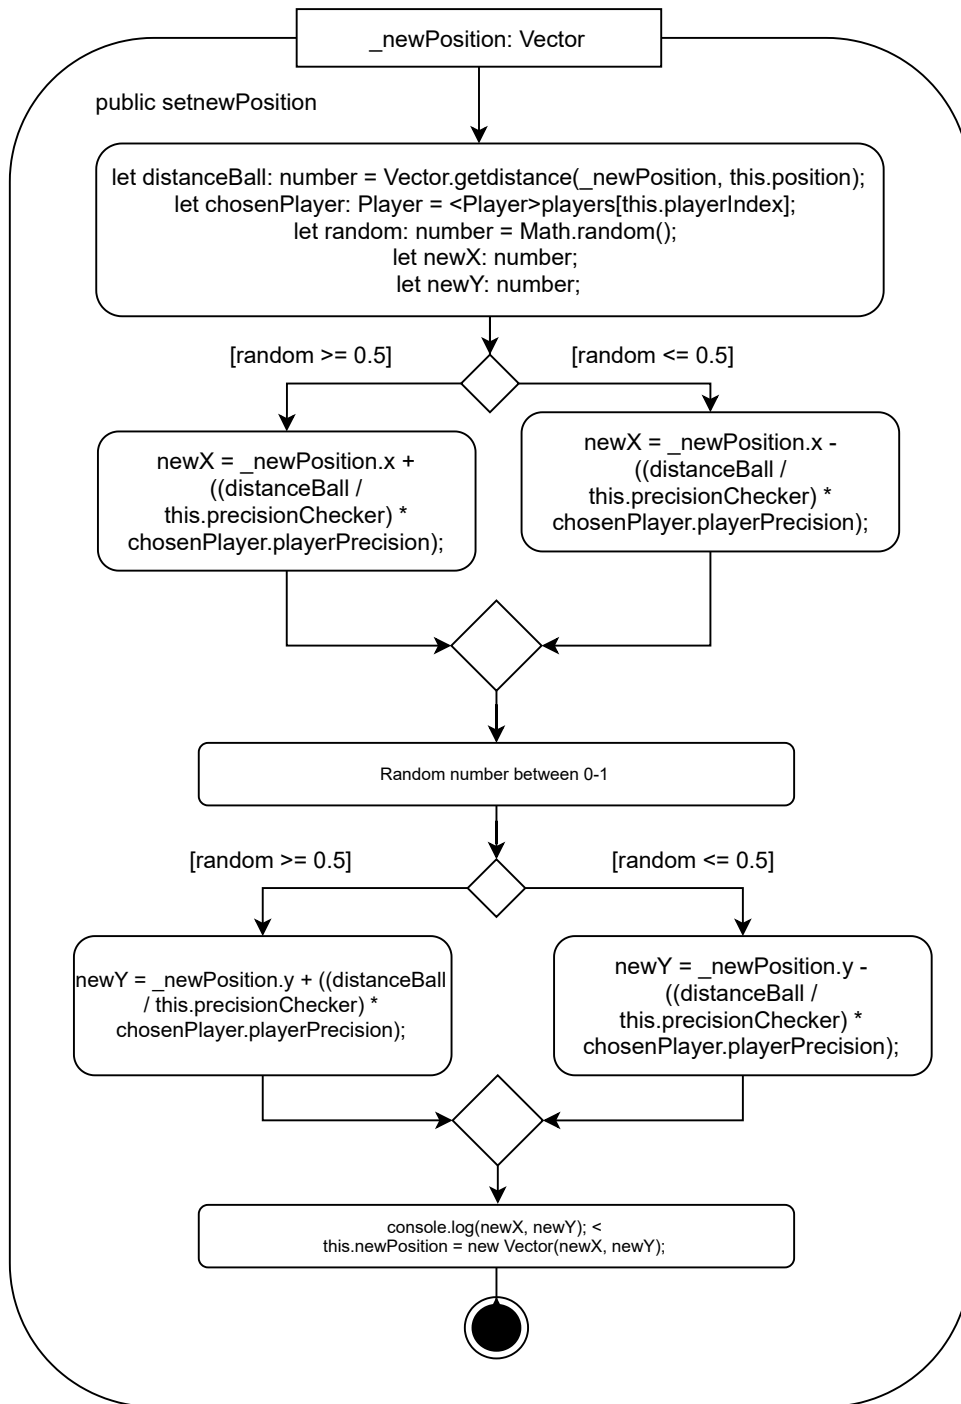 _newPosition: Vector
public setnewPosition
let distanceBall: number = Vector.getdistance(_newPosition, this.position);
let chosenPlayer: Player = <Player>players[this.playerIndex];
let random: number = Math.random();
let newX: number;
let newY: number;
[random >= 0.5]
[random <= 0.5]
newX = _newPosition.x +
((distanceBall /
this.precisionChecker) *
chosenPlayer.playerPrecision);
newX = _newPosition.x -
((distanceBall /
this.precisionChecker) *
chosenPlayer.playerPrecision);
Random number between 0-1
[random >= 0.5]
[random <= 0.5]
newY = _newPosition.y + ((distanceBall
/ this.precisionChecker) *
chosenPlayer.playerPrecision);
newY = _newPosition.y -
((distanceBall /
this.precisionChecker) *
chosenPlayer.playerPrecision);
console.log(newX, newY); <
this.newPosition = new Vector(newX, newY);